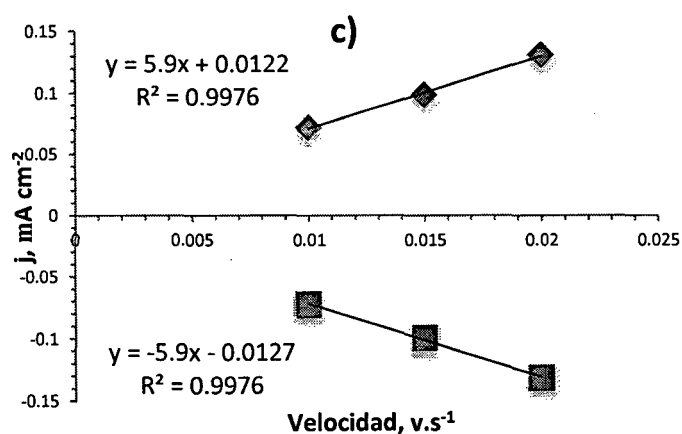 c)
0.15
y = 5.9x + 0.0122
R² = 0.9976
0.1
0.05
j, mA cm⁻²
0
0 0.005 0.01 0.015 0.02 0.025
-0.05
-0.1
y = -5.9x - 0.0127
R² = 0.9976
-0.15
Velocidad, v.s⁻¹